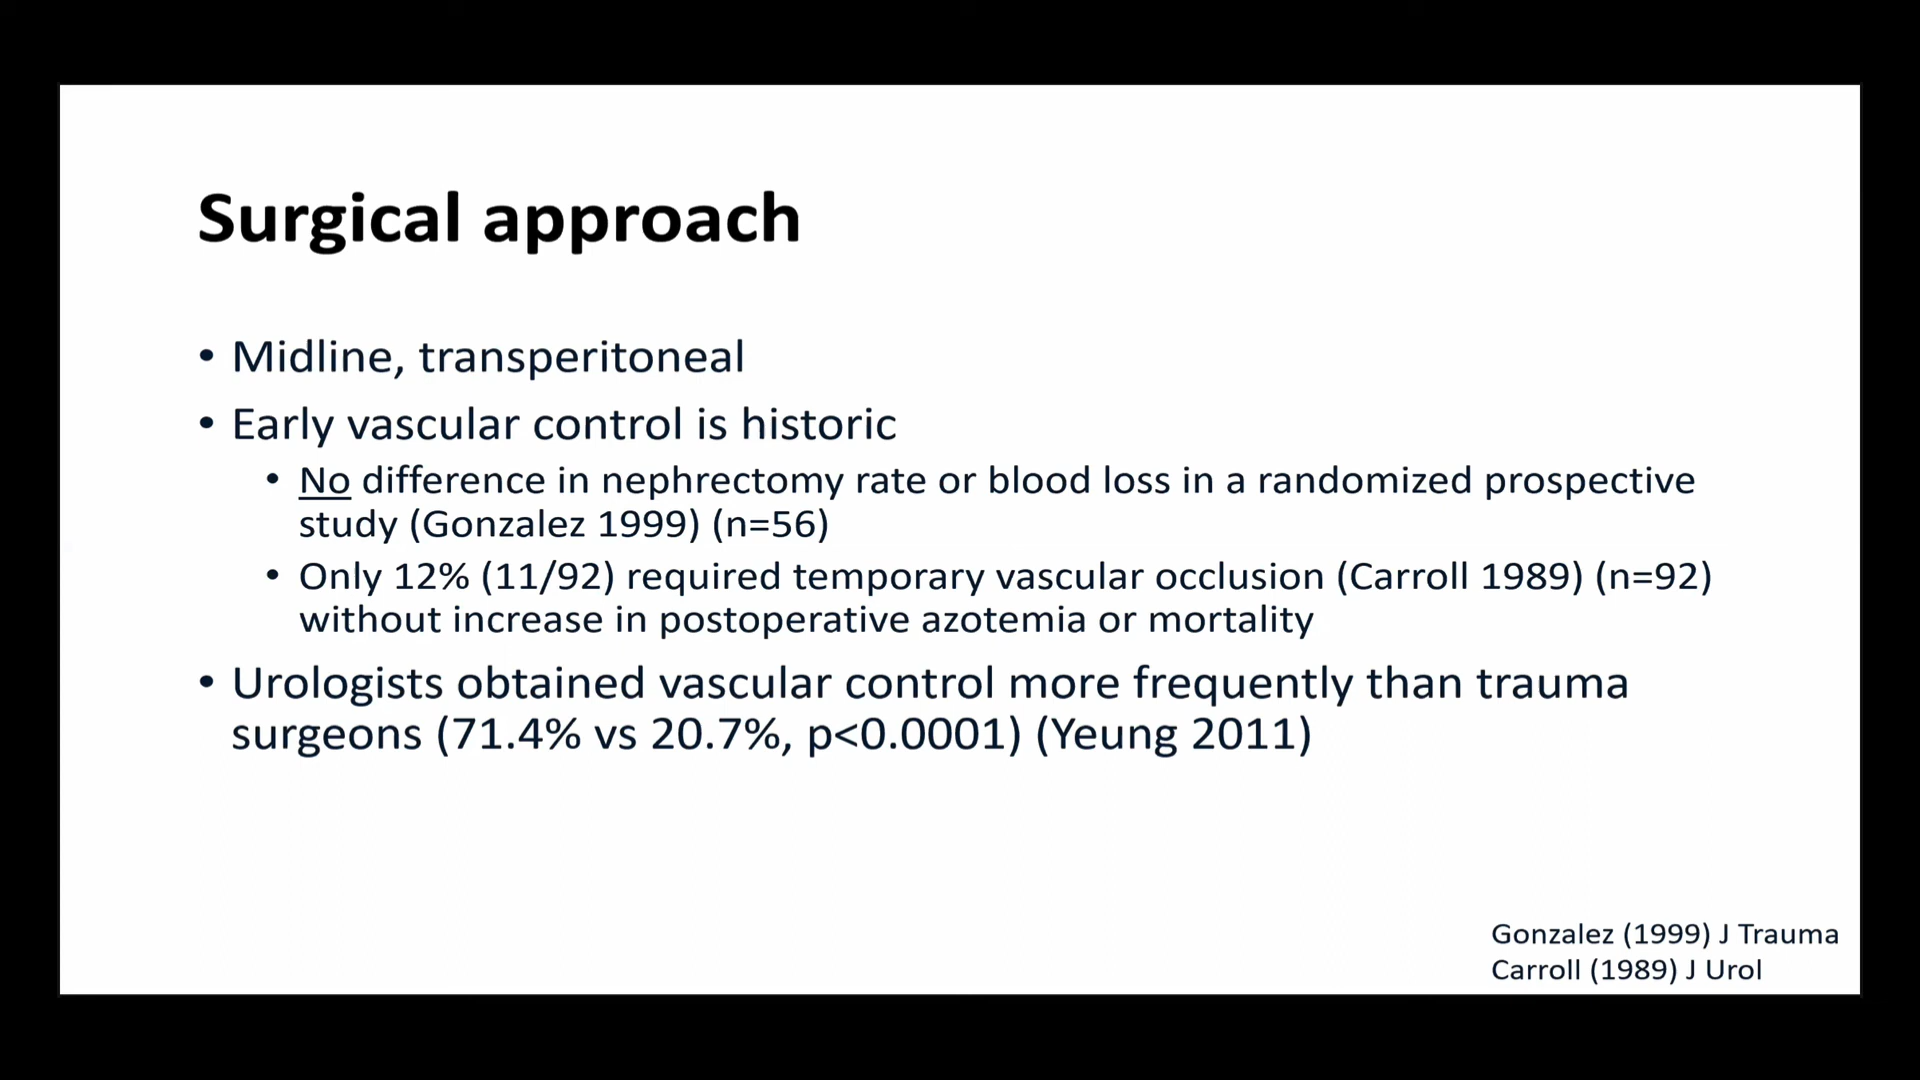 Surgical approach
• Midline, transperitoneal
• Early vascular control is historic
• No difference in nephrectomy rate or blood loss in a randomized prospective
study (Gonzalez 1999) (n=56)
• Only 12% (11/92) required temporary vascular occlusion (Carroll 1989) (n=92)
without increase in postoperative azotemia or mortality
• Urologists obtained vascular control more frequently than trauma
surgeons (71.4% vs 20.7%, p<0.0001) (Yeung 2011)
Gonzalez (1999) J Trauma
Carroll (1989) J Urol